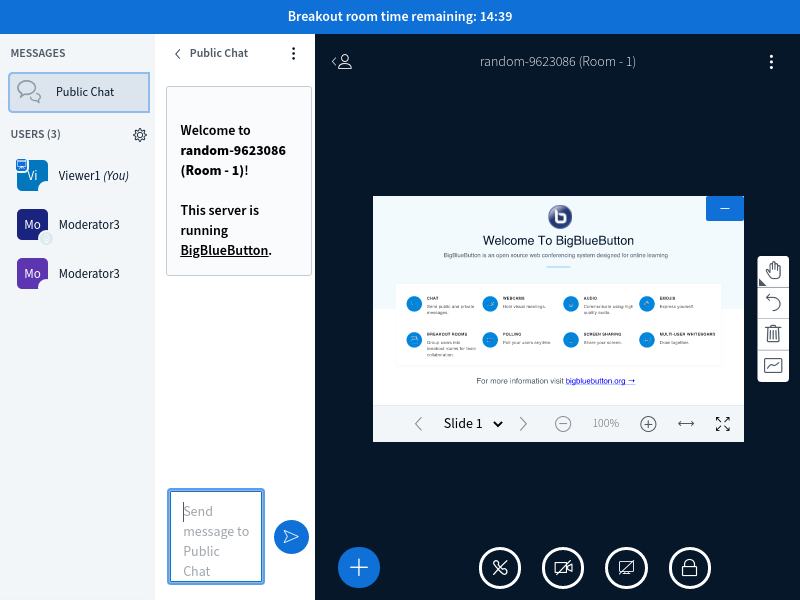 Breakout room time remaining: 14:39
MESSAGES
Public Chat
USERS (3)
Vi
Viewer1 (You)
Mo
Moderator3
Mo
Moderator3
Public Chat
Welcome to
random-9623086
(Room - 1)!
This server is
running
BigBlueButton.
Send
message to
Public
Chat
random-9623086 (Room - 1)
b
Welcome To BigBlueButton
BigBlueButton is an open source web conferencing system designed for online learning
CHAT
Send public and private
messages.
WEBCAMS
Hold visual meetings.
AUDIO
Communicate using high
quality audio.
EMOJIS
Express yourself.
BREAKOUT ROOMS
Group users into
breakout rooms for team
collaboration.
POLLING
Poll your users anytime.
SCREEN SHARING
Share your screen.
MULTI-USER WHITEBOARD
Draw together.
For more information visit bigbluebutton.org →
Slide 1
100%